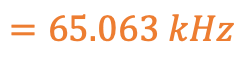 = 65.063 kHz